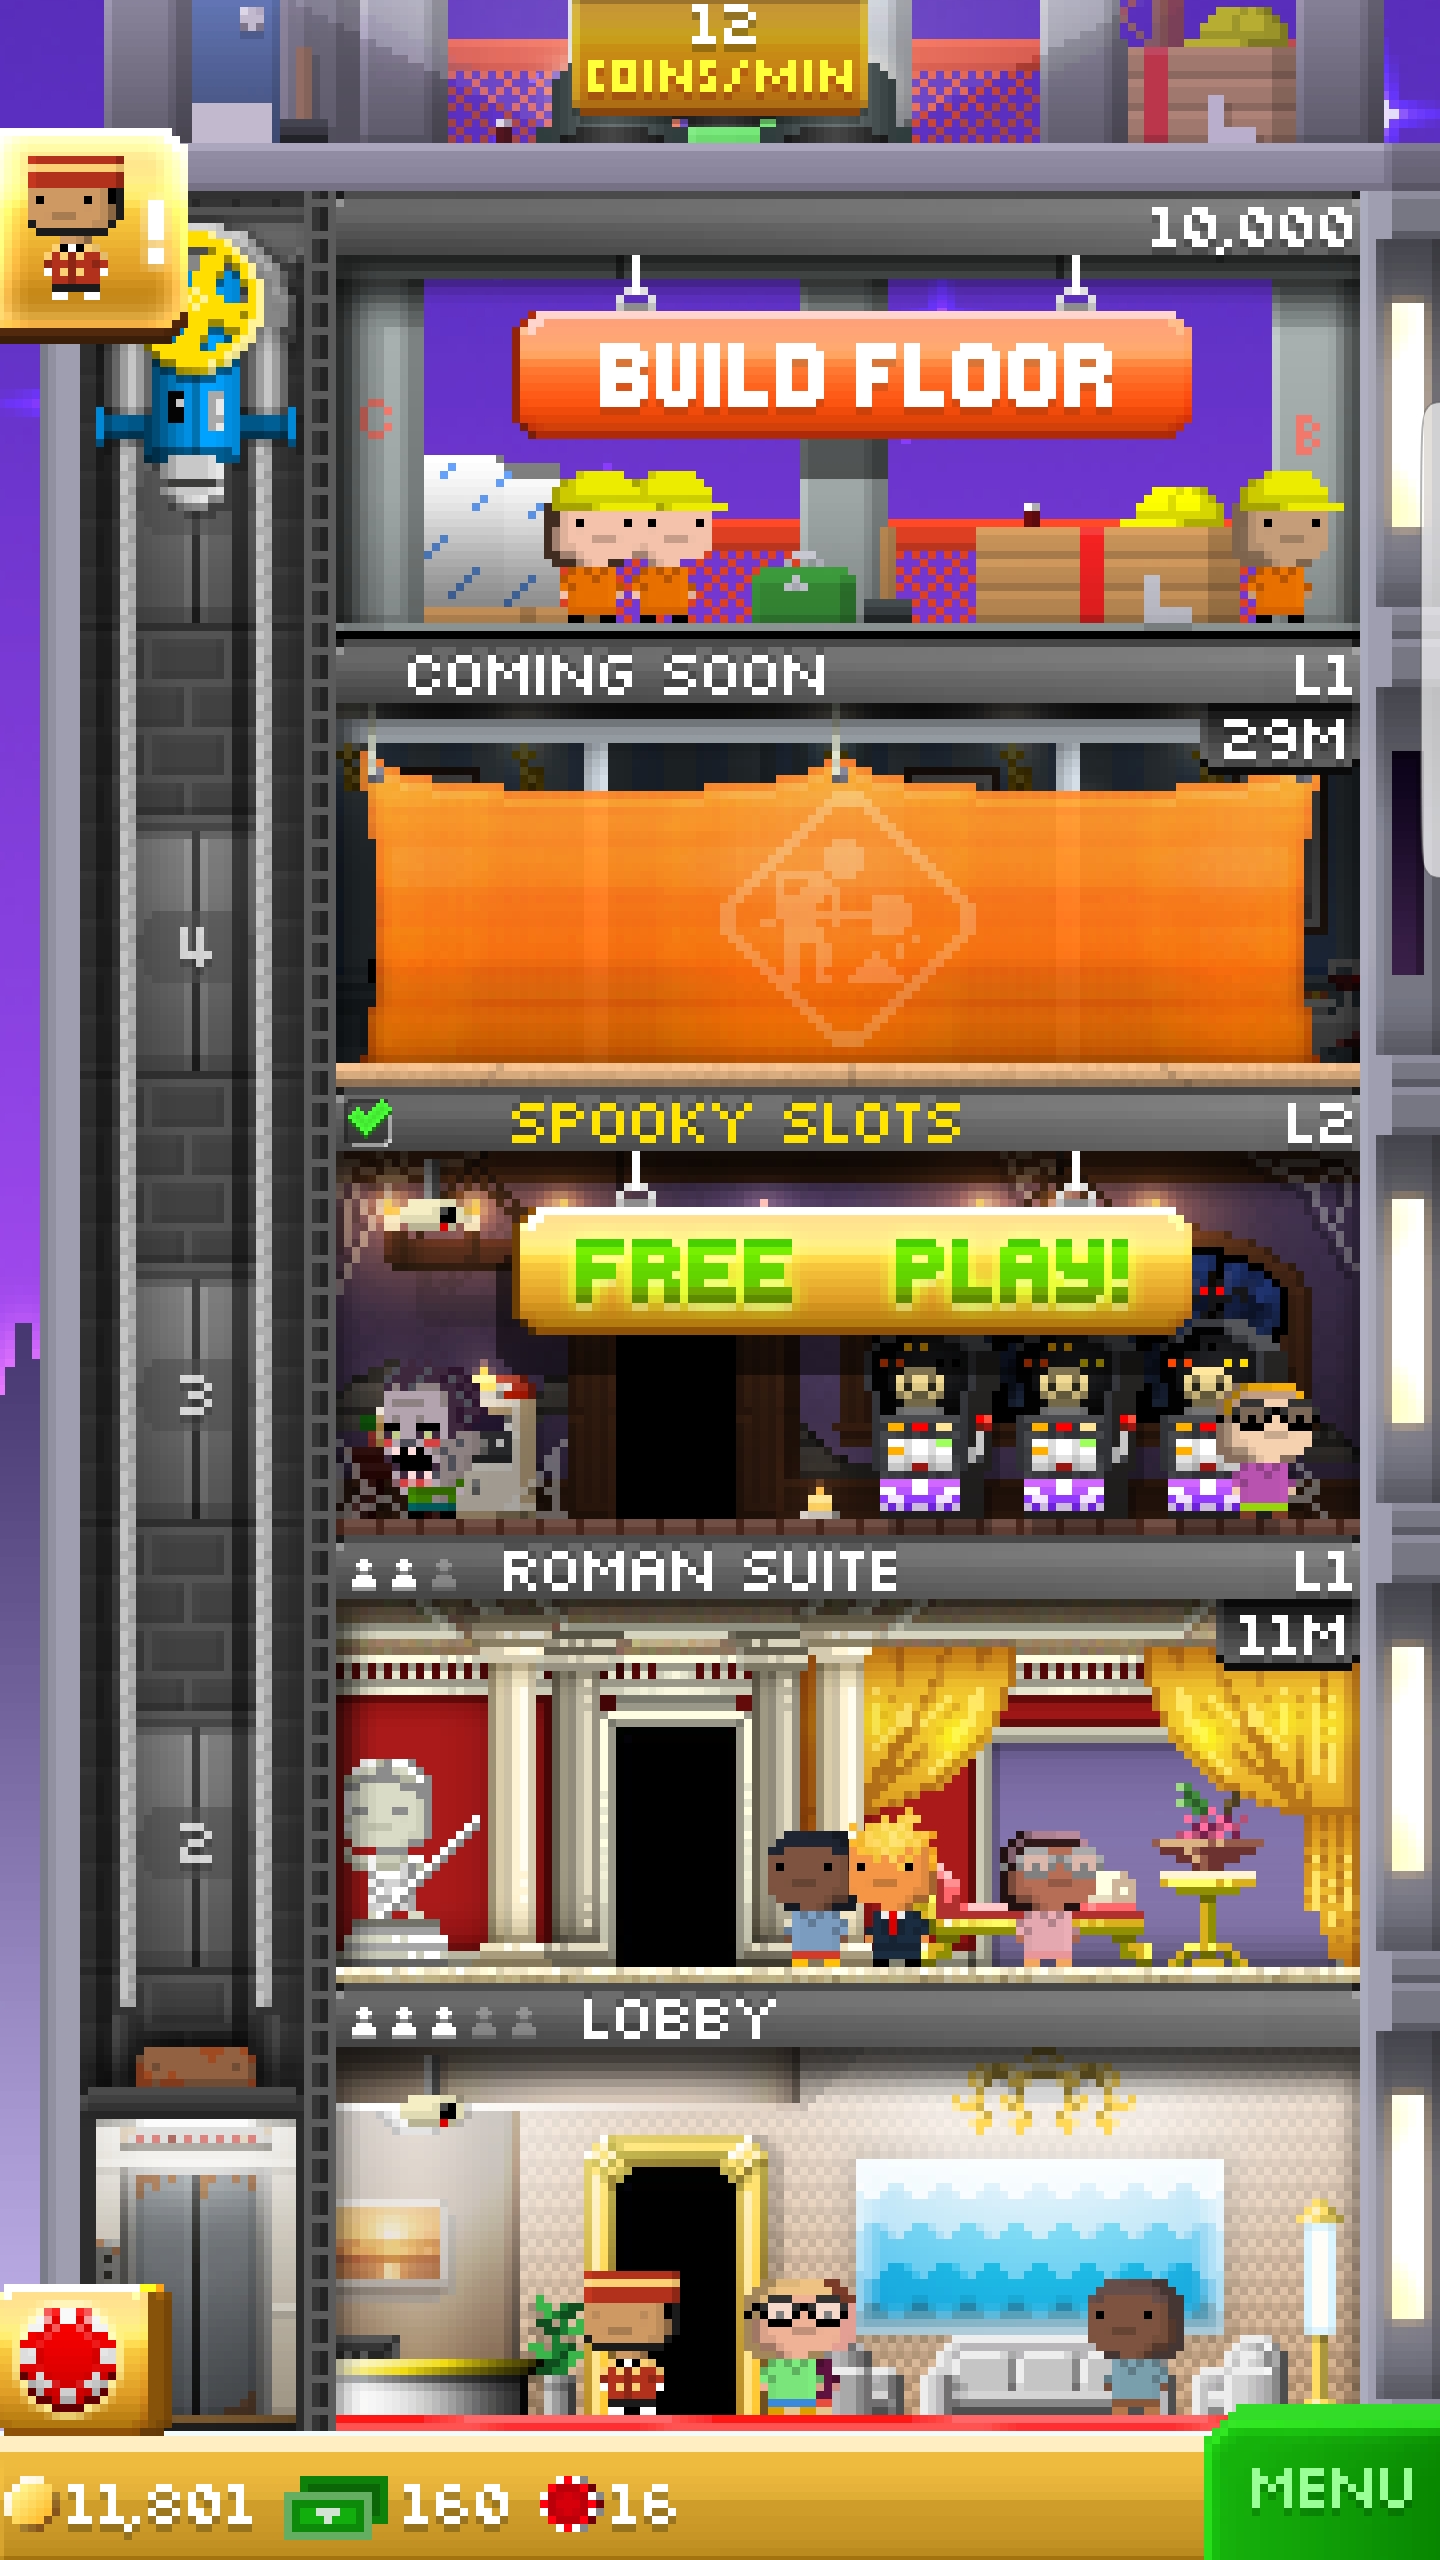 12
COINS/MIN
!
10,000
BUILD FLOOR
C
B
COMING SOON
L1
29M
4
SPOOKY SLOTS
L2
FREE PLAY!
3
ROMAN SUITE
L1
11M
2
LOBBY
11,801
160
16
MENU